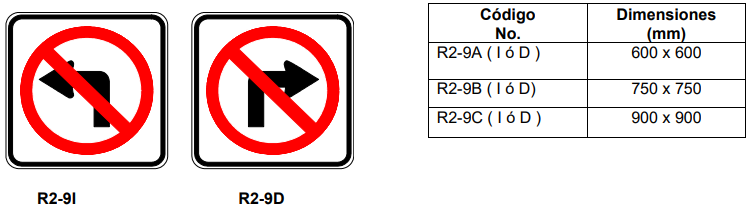 R2-9I
R2-9D
Código No.
Dimensiones (mm)
R2-9A ( I ó D )
600 x 600
R2-9B ( I ó D)
750 x 750
R2-9C ( I ó D )
900 x 900